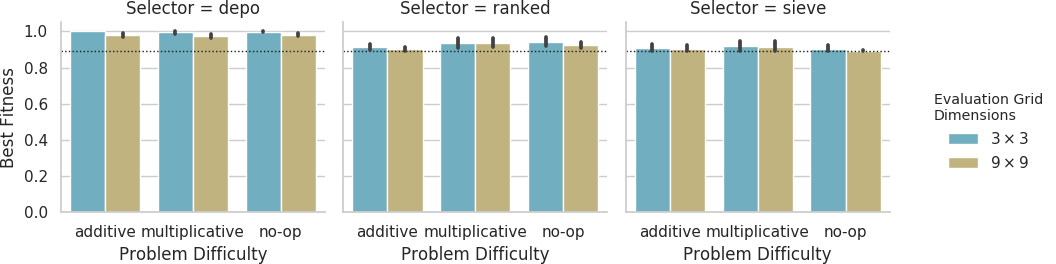 Selector = depo
Selector = ranked
Selector = sieve
Best Fitness
1.0
0.8
0.6
0.4
0.2
0.0
additive multiplicative no-op
additive multiplicative no-op
additive multiplicative no-op
Problem Difficulty
Problem Difficulty
Problem Difficulty
Evaluation Grid
Dimensions
3 × 3
9 × 9